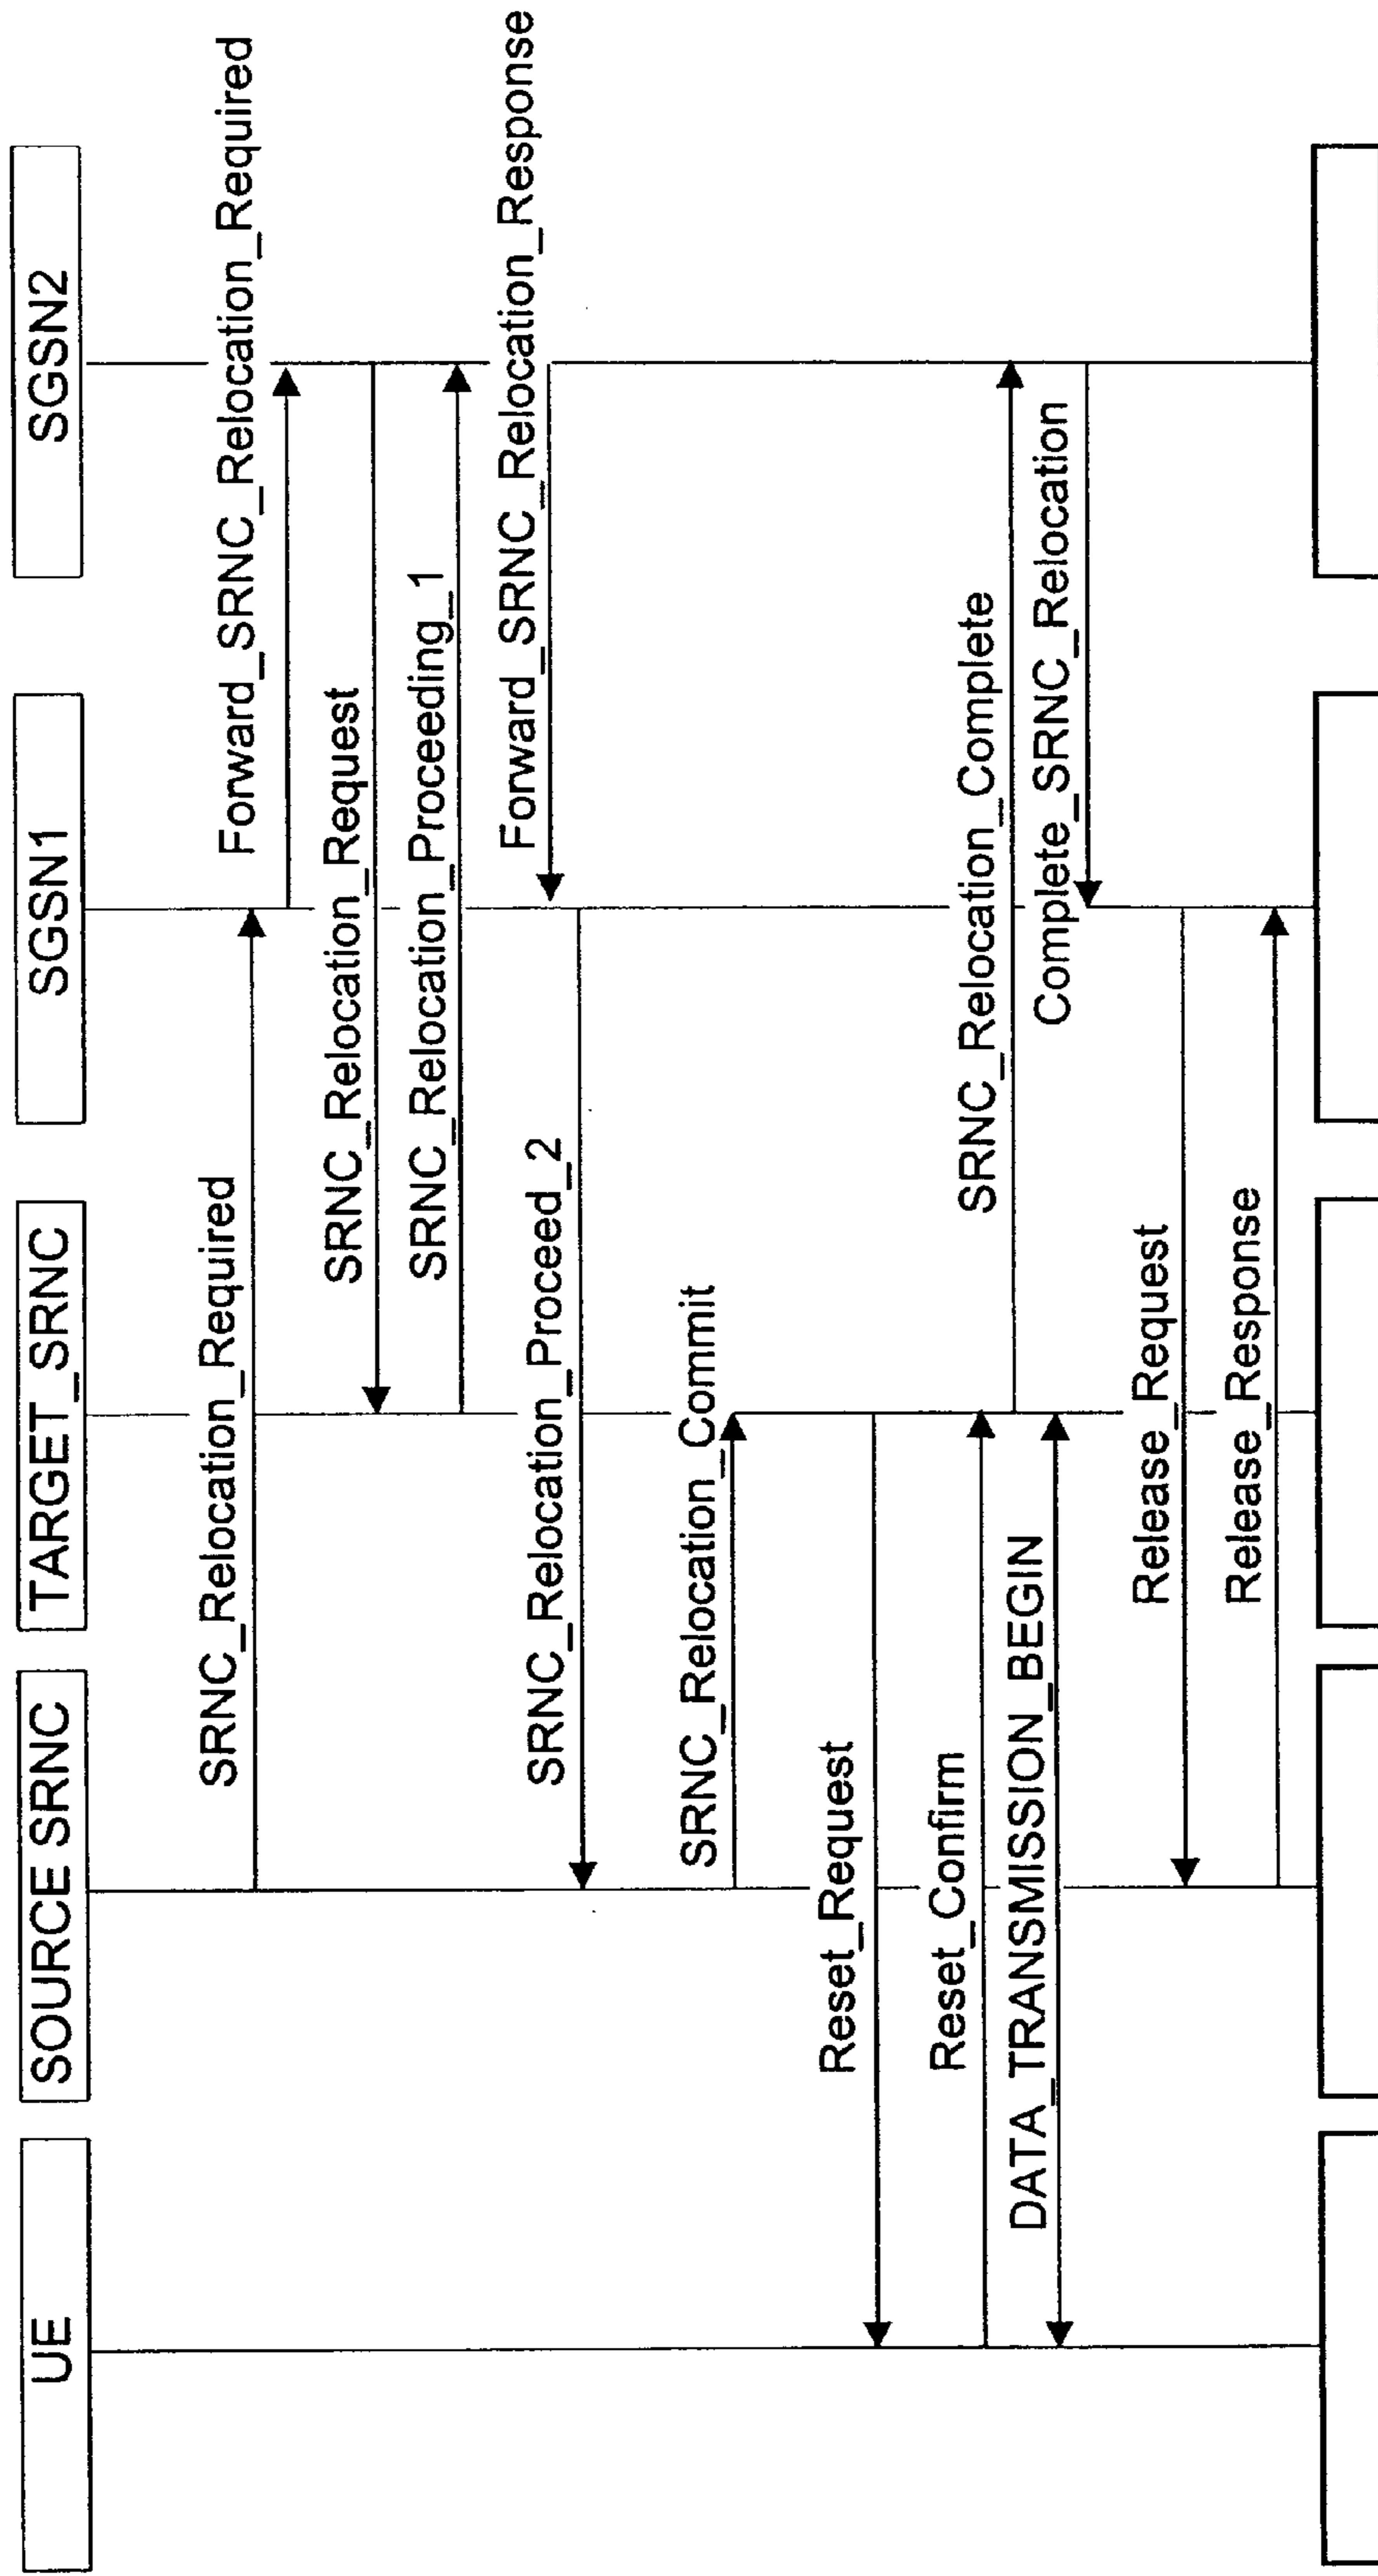 UE
SOURCE SRNC
TARGET_SRNC
SGSN1
SGSN2
SRNC_Relocation_Required
Forward_SRNC_Relocation_Required
SRNC_Relocation_Request
SRNC_Relocation_Proceeding_1
Forward_SRNC_Relocation_Response
SRNC_Relocation_Proceed_2
SRNC_Relocation_Commit
Reset_Request
Reset_Confirm
SRNC_Relocation_Complete
DATA_TRANSMISSION_BEGIN
Complete_SRNC_Relocation
Release_Request
Release_Response